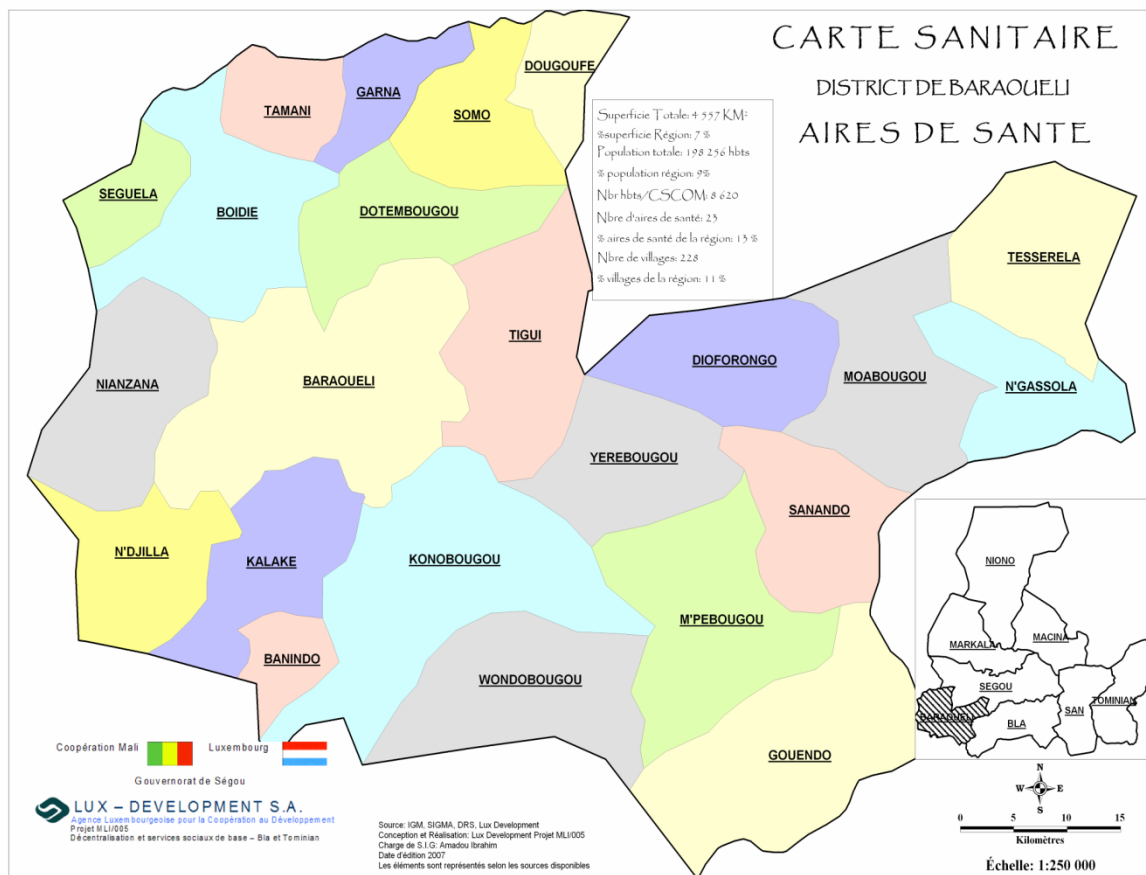 CARTE SANITAIRE
DISTRICT DE BARAOUELI
AIRES DE SANTE
Superficie Totale: 4 557 KM²
%superficie Région: 7 %
Population totale: 198 256 hbts
% population région: 9%
Nbr hbts/CSCOM: 8 620
Nbre d'aires de santé: 23
% aires de santé de la région: 13 %
Nbre de villages: 228
% villages de la région: 11 %
DOUGOUFE
GARNA
TAMANI
SOMO
SEGUELA
BOIDIE
DOTEMBOUGOU
TESSERELA
TIGUI
DIOFORONGO
MOABOUGOU
NIANZANA
BARAOUELI
N'GASSOLA
YEREBOUGOU
SANANDO
N'DJILLA
KALAKE
KONOBOUGOU
M'PEBOUGOU
BANINDO
WONDOBOUGOU
GOUENDO
NIONO
MARKALA
MACINA
SEGOU
TOMINIAN
BARAOUELI
BLA
SAN
Coopération Mali
Luxembourg
Gouvernorat de Ségou
LUX – DEVELOPMENT S.A.
Agence Luxembourgeoise pour la Coopération au Développement
Projet MLI/005
Décentralisation et services sociaux de base – Bla et Tominian
Source: IGM, SIGMA, DRS, Lux Development
Conception et Réalisation: Lux Development Projet MLI/005
Charge de S.I.G: Amadou Ibrahim
Date d'édition 2007
Les éléments sont représentés selon les sources disponibles
N
W E
S
0 5 10 15
Kilomètres
Échelle: 1:250 000